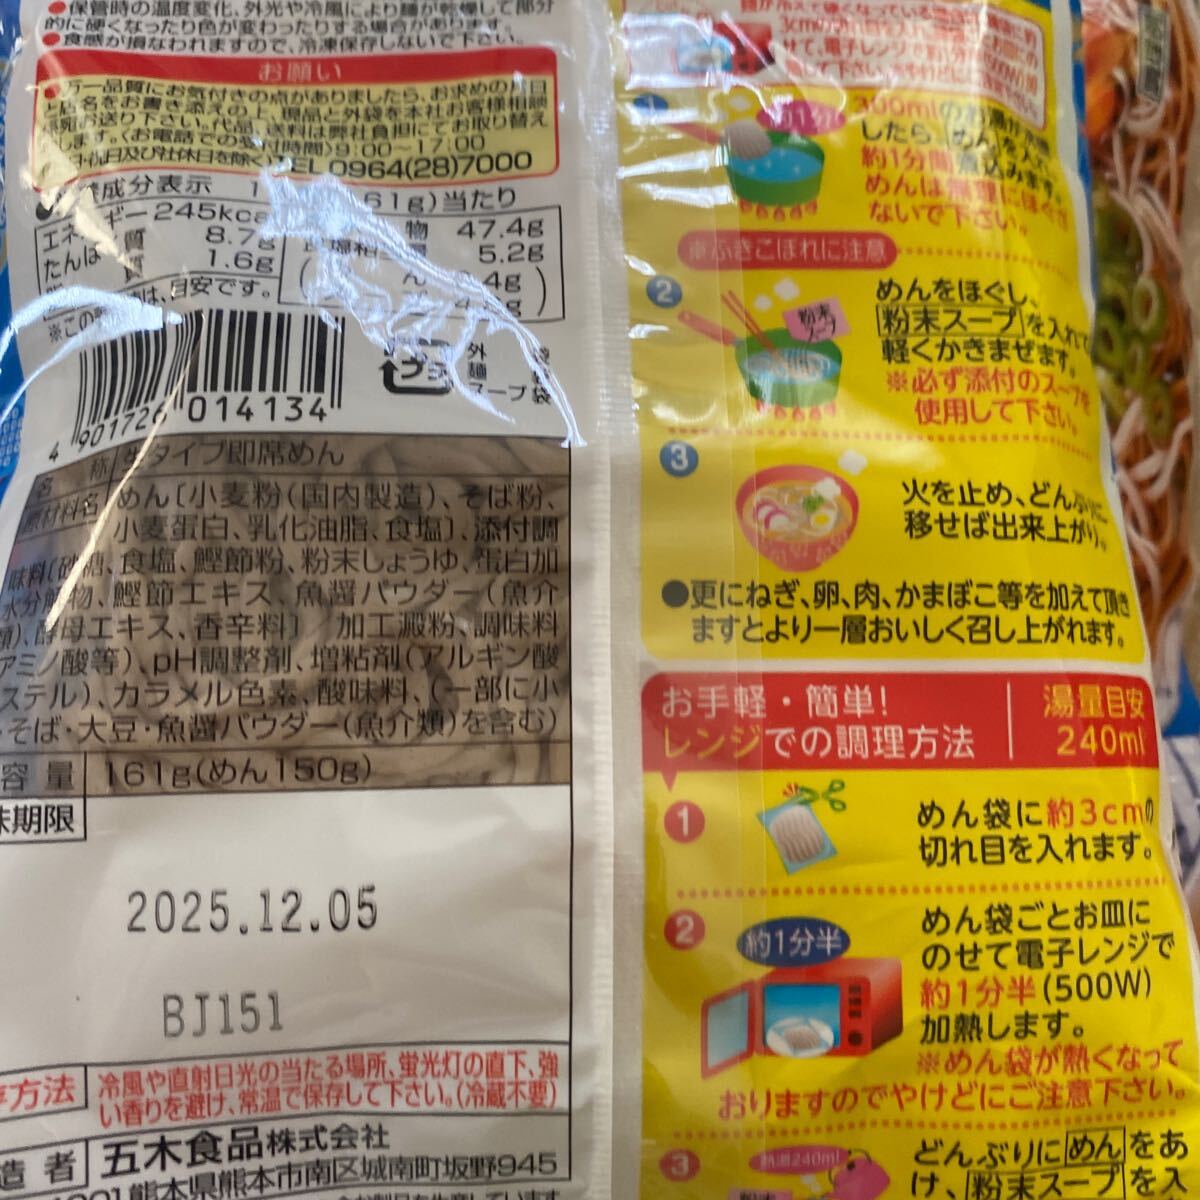 ●保管時の温度変化、外光や冷風により麺が乾燥して部分
的に硬くなったり色が変わったりする場合があります。
●食感が損なわれますので、冷凍保存しないで下さい。
お願い
●万一品質にお気付きの点がありましたら、お求めの月日
と店名をお書き添えの上、現品と外袋を本社お客様相談
宛お送り下さい。代品、送料は弊社負担にてお取り替え
します。〈お電話での受付時間〉9:00～17:00
日・祝日及び社休日を除く〉TEL0964(28)7000
成分表示 1 61g)当たり
エネ ギー 245kcal
物 47.4g
たんぱ 質 8.7g
5.2g
質 1.6g
ん 4g
は、目安です。
※この
外
麺
スープ 袋
プラ
4 901726 014134
名 称 生タイプ即席めん
原材料名 めん〔小麦粉(国内製造)、そば粉、
小麦蛋白、乳化油脂、食塩〕、添付調
味料〔砂糖、食塩、鰹節粉、粉末しょうゆ、蛋白加
水分解物、鰹節エキス、魚醤パウダー(魚介
類)、酵母エキス、香辛料〕 加工澱粉、調味料
アミノ酸等)、pH調整剤、増粘剤(アルギン酸
ステル)、カラメル色素、酸味料、(一部に小
・そば・大豆・魚醤パウダー(魚介類)を含む)
容 量 161g(めん150g)
味期限
2025.12.05
BJ151
存方法 冷風や直射日光の当たる場所、蛍光灯の直下、強
い香りを避け、常温で保存して下さい。(冷蔵不要)
造 者 五木食品株式会社
熊本県熊本市南区城南町坂野945
1
約1分
300mlのお湯が沸騰
したら、めんを入れ
約1分間煮込みます。
めんは無理にほぐさ
ないで下さい。
※ふきこぼれに注意
2
粉末
スープ
めんをほぐし、
粉末スープを入れて
軽くかきまぜます。
※必ず添付のスープを
使用して下さい。
3
火を止め、どんぶりに
移せば出来上がり。
●更にねぎ、卵、肉、かまぼこ等を加えて頂き
ますとより一層おいしく召し上がれます。
お手軽・簡単!
レンジでの調理方法
湯量目安
240ml
1
めん袋に約3cmの
切れ目を入れます。
2
約1分半
めん袋ごとお皿に
のせて電子レンジで
約1分半(500W)
加熱します。
※めん袋が熱くなって
おりますのでやけどにご注意下さい。
3
熱湯240ml
どんぶりにめんをあ
け、粉末スープを入